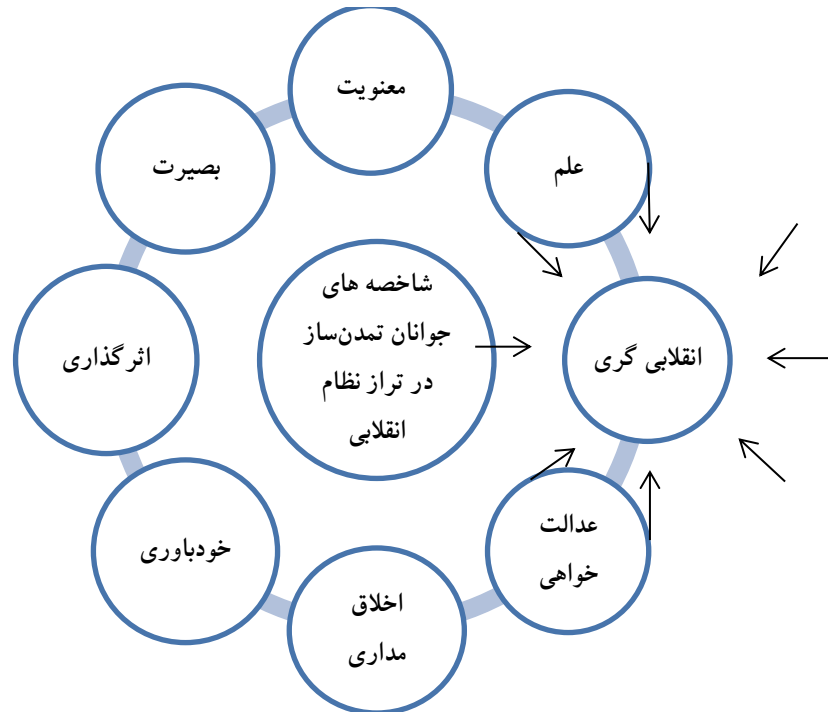 معنویت
علم
بصیرت
شاخصه های
جوانان تمدن‌ساز
در تراز نظام
انقلابی
انقلابی گری
اثرگذاری
عدالت
خواهی
خودباوری
اخلاق
مداری